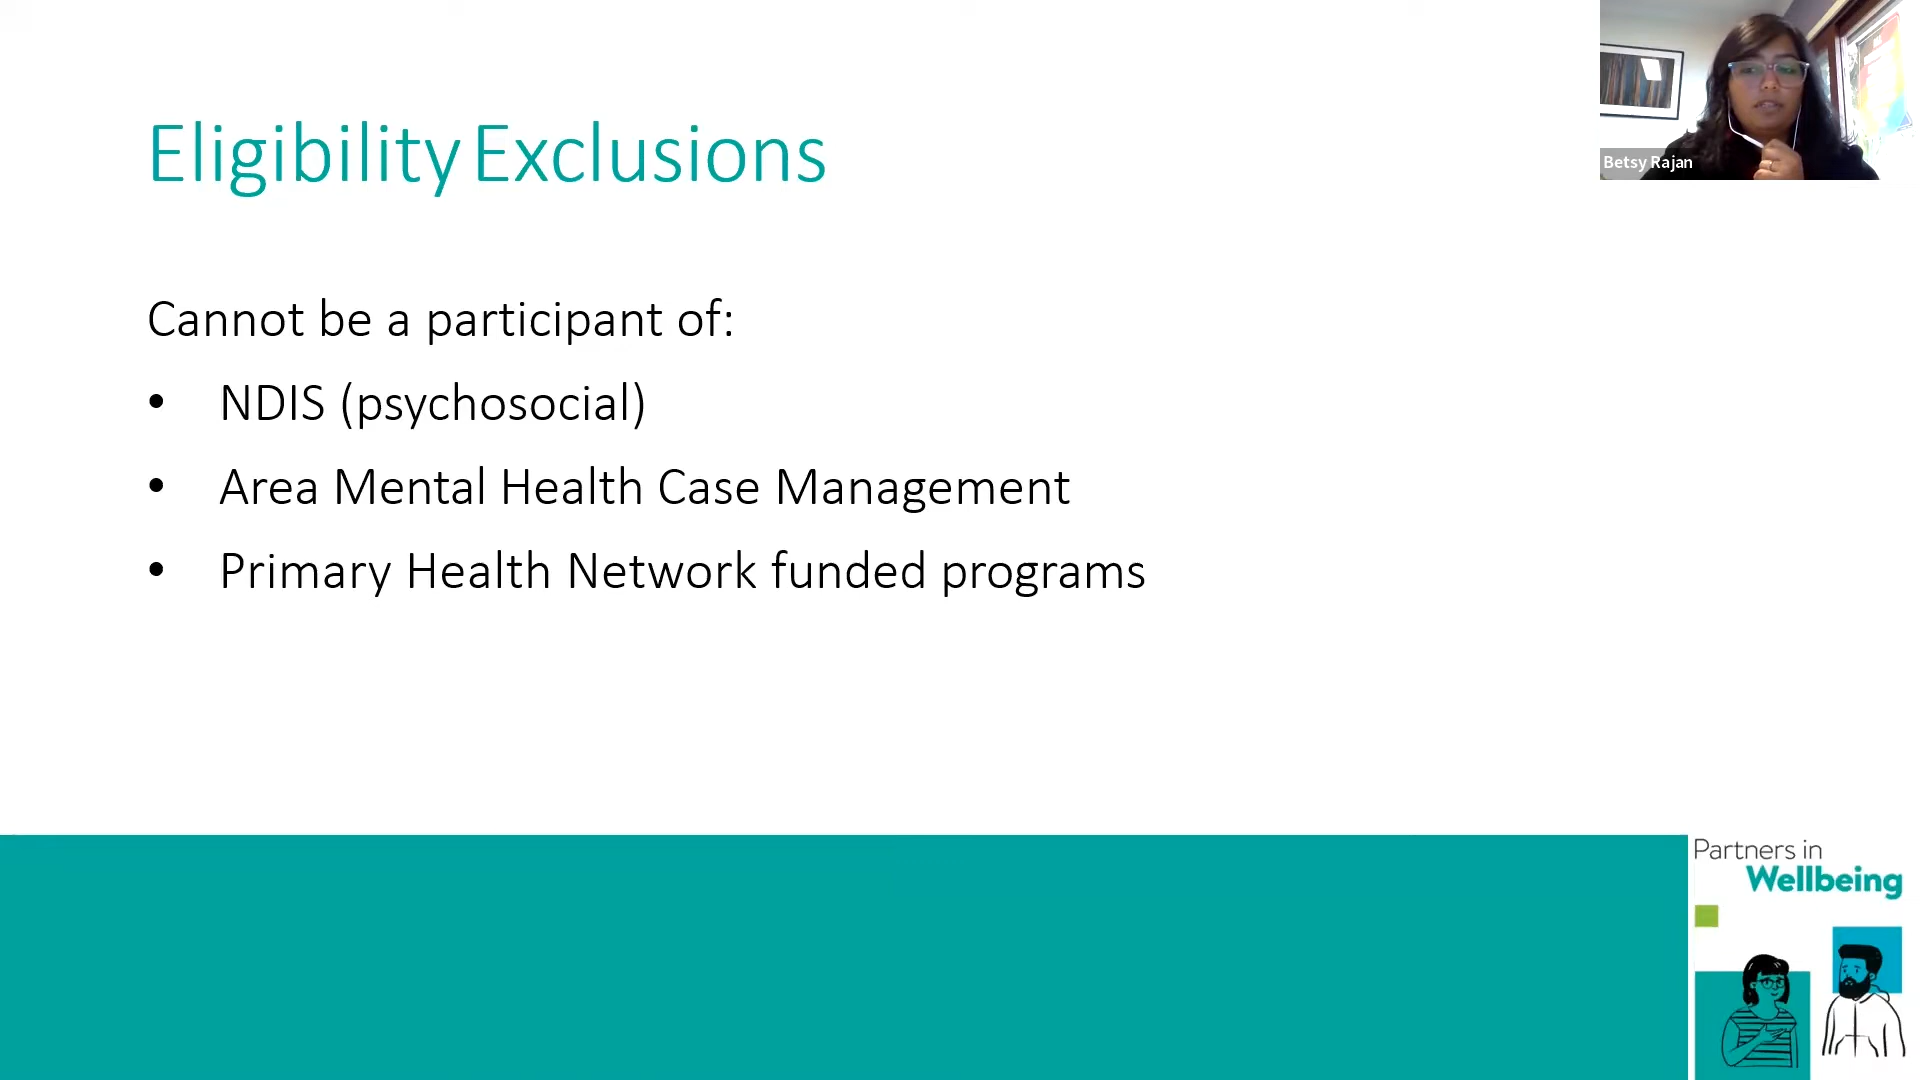 Eligibility Exclusions
Cannot be a participant of:
• NDIS (psychosocial)
• Area Mental Health Case Management
• Primary Health Network funded programs
Betsy Rajan
Partners in
Wellbeing